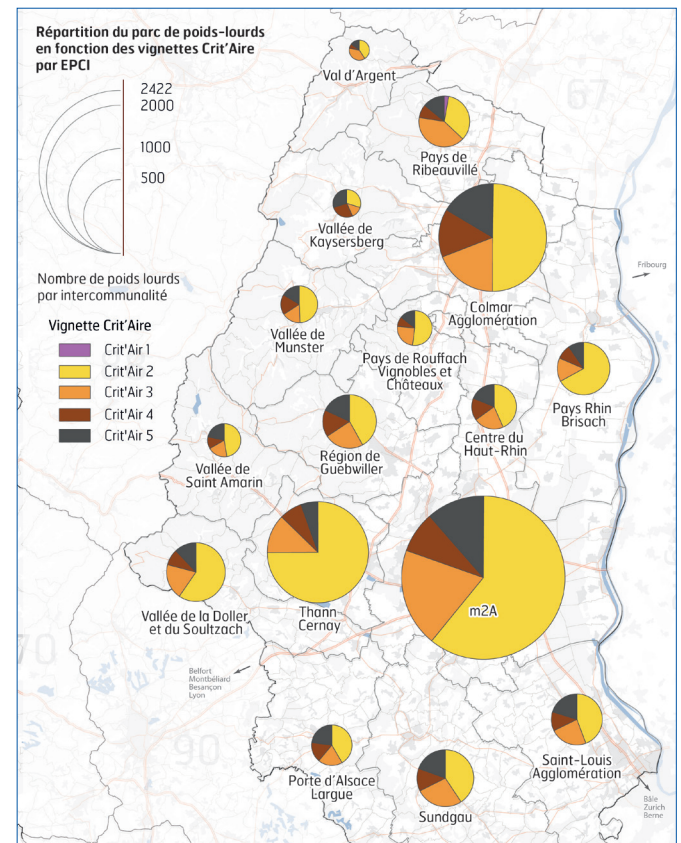 Répartition du parc de poids-lourds
en fonction des vignettes Crit'Aire
par EPCI
2422
2000
1000
500
Nombre de poids lourds
par intercommunalité
Vignette Crit'Aire
Crit'Air 1
Crit'Air 2
Crit'Air 3
Crit'Air 4
Crit'Air 5
67
Val d'Argent
Pays de
Ribeauvillé
Vallée de
Kaysersberg
Fribourg
Colmar
Agglomération
Vallée de
Munster
Pays de Rouffach
Vignobles et
Châteaux
Pays Rhin
Brisach
Centre du
Haut-Rhin
Région de
Guebwiller
Vallée de
Saint Amarin
Vallée de la Doller
et du Soultzach
Thann
Cernay
m2A
70
Belfort
Montbéliard
Besançon
Lyon
90
Porte d'Alsace
Largue
Sundgau
Saint-Louis
Agglomération
Bâle
Zurich
Berne